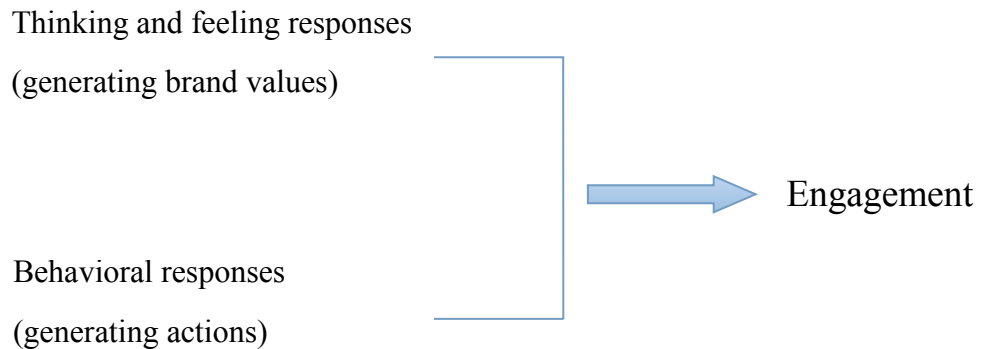 Thinking and feeling responses
(generating brand values)
Engagement
Behavioral responses
(generating actions)